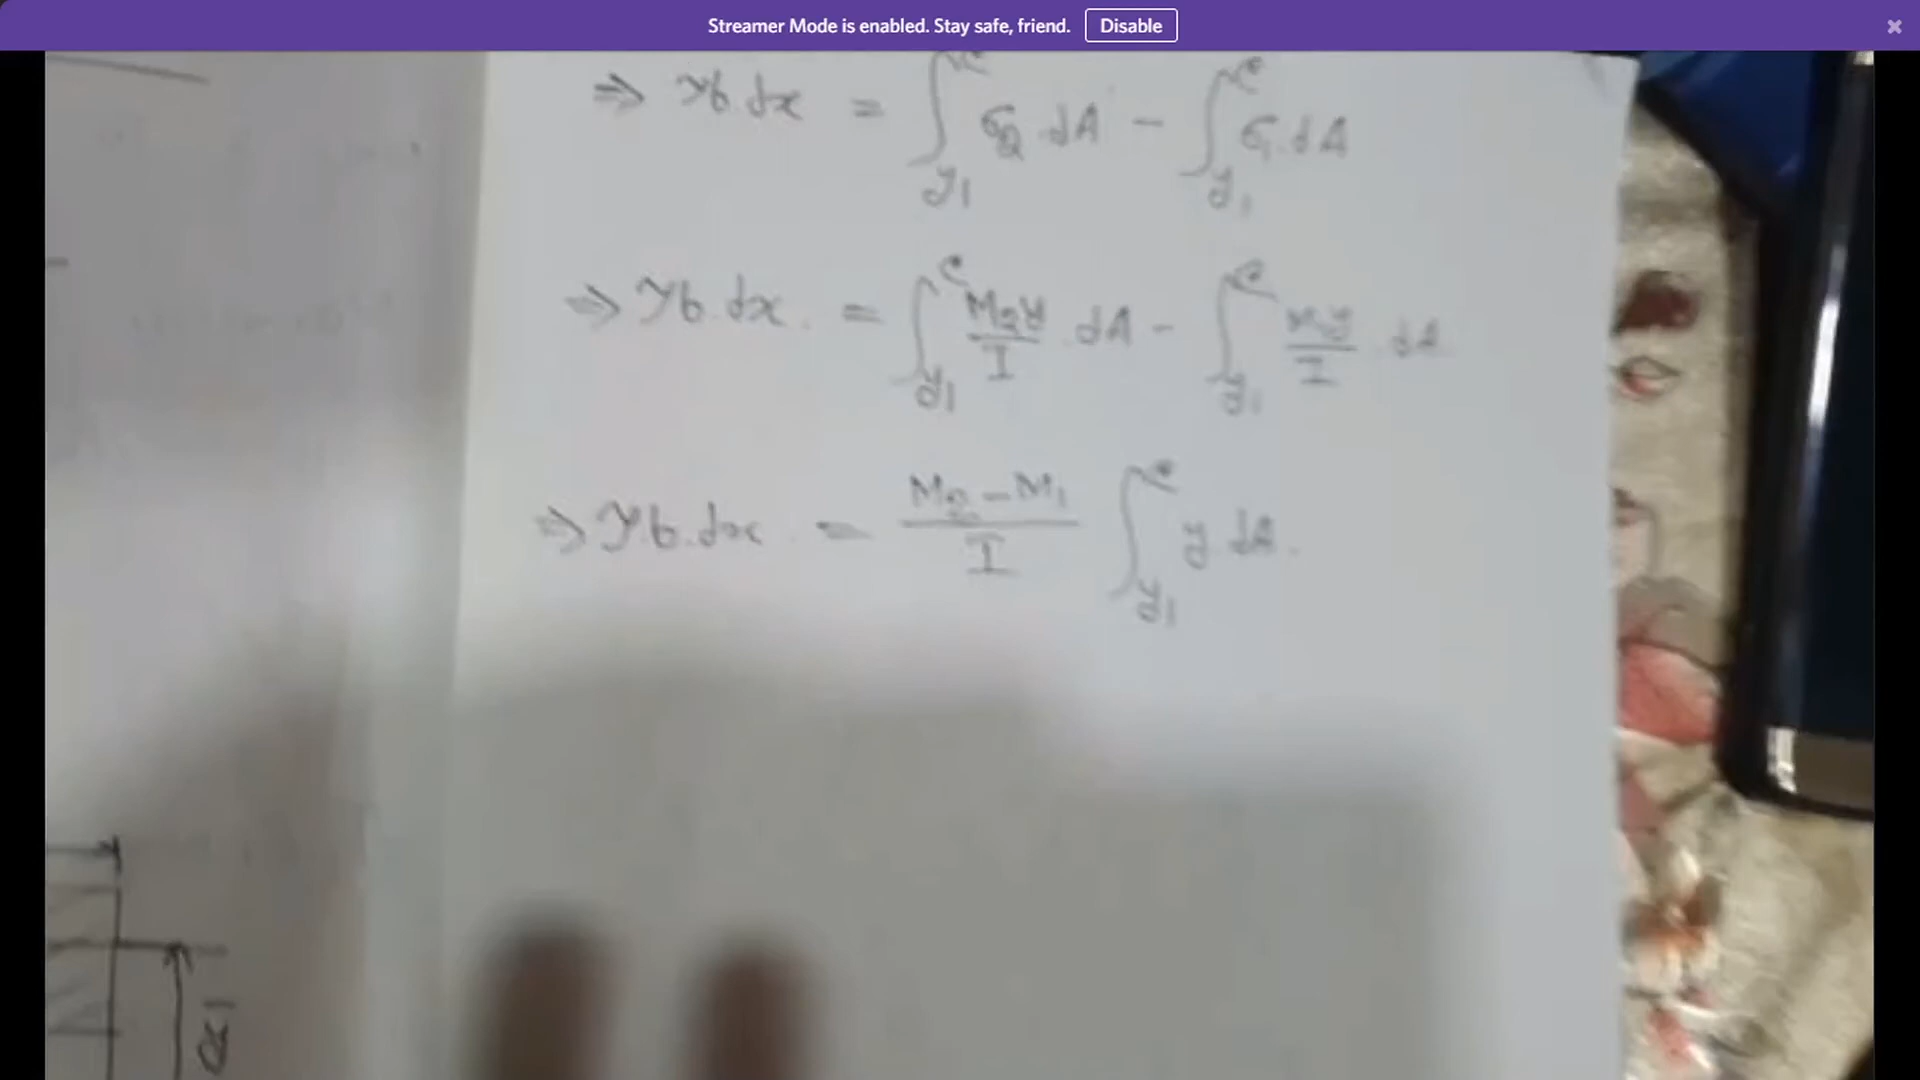 Streamer Mode is enabled. Stay safe, friend. Disable
⇒ τb.dx = ∫_{y₁}^{c} σ₂ dA − ∫_{y₁}^{c} σ₁ dA
⇒ τb.dx. = ∫_{y₁}^{c} M₂y/I .dA − ∫_{y₁}^{c} M₁y/I .dA
⇒ τb.dx. = M₂−M₁/I ∫_{y₁}^{c} y dA.